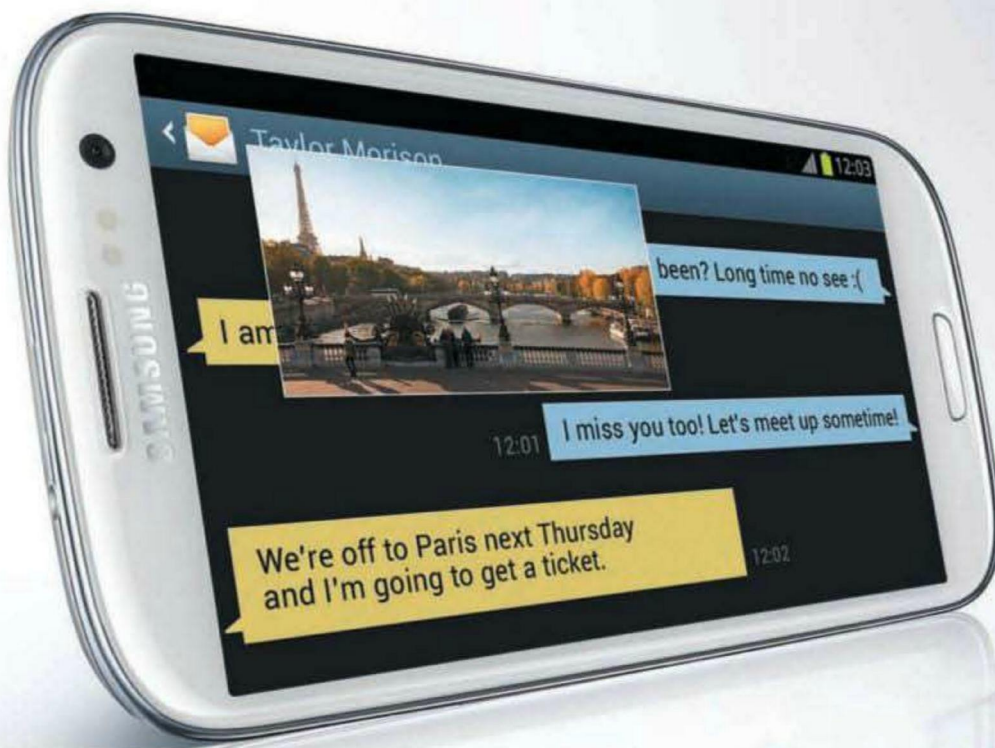 SAMSUNG
Taylor Morison
12:03
been? Long time no see :(
I am
I miss you too! Let's meet up sometime!
12:01
We're off to Paris next Thursday
and I'm going to get a ticket.
12:02